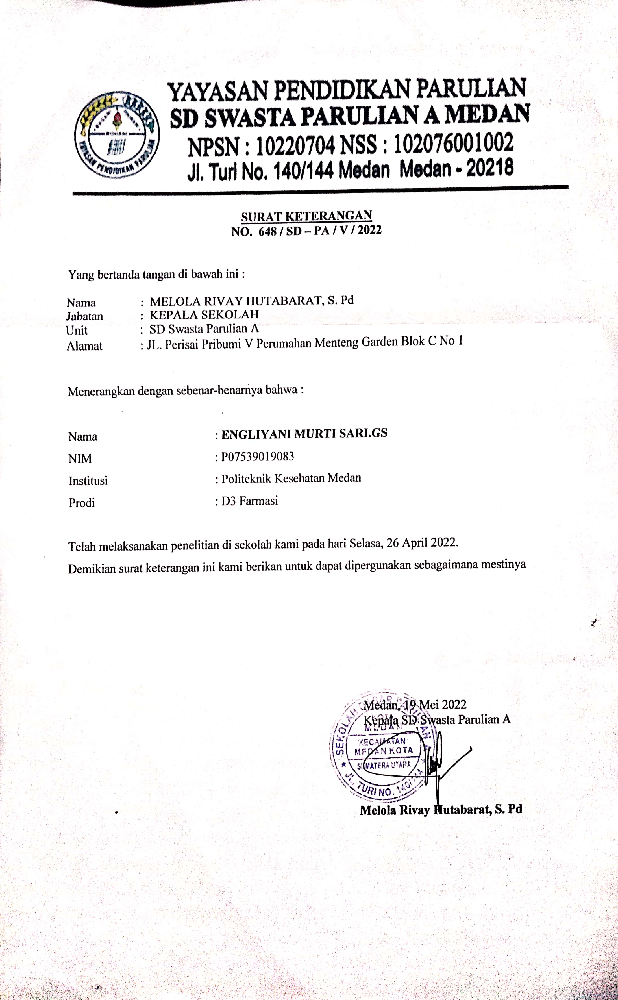 YAYASAN PENDIDIKAN PARULIAN
SD SWASTA PARULIAN A MEDAN
NPSN : 10220704 NSS : 102076001002
Jl. Turi No. 140/144 Medan Medan - 20218
YAYASAN PENDIDIKAN PARULIAN
SURAT KETERANGAN
NO. 648 / SD – PA / V / 2022
Yang bertanda tangan di bawah ini :
Nama : MELOLA RIVAY HUTABARAT, S. Pd
Jabatan : KEPALA SEKOLAH
Unit : SD Swasta Parulian A
Alamat : JL. Perisai Pribumi V Perumahan Menteng Garden Blok C No 1
Menerangkan dengan sebenar-benarnya bahwa :
Nama : ENGLIYANI MURTI SARI.GS
NIM : P07539019083
Institusi : Politeknik Kesehatan Medan
Prodi : D3 Farmasi
Telah melaksanakan penelitian di sekolah kami pada hari Selasa, 26 April 2022.
Demikian surat keterangan ini kami berikan untuk dapat dipergunakan sebagaimana mestinya
Medan, 19 Mei 2022
Kepala SD Swasta Parulian A
SEKOLAH
MEDAN
KECAMATAN
MEDAN KOTA
SUMATERA UTARA
JL. TURI NO. 140/144
Melola Rivay Hutabarat, S. Pd